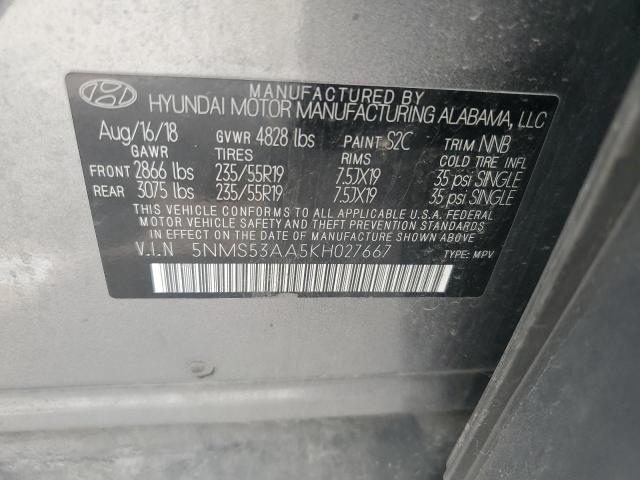 MANUFACTURED BY
HYUNDAI MOTOR MANUFACTURING ALABAMA, LLC
Aug/16/18 GVWR 4828 lbs PAINT S2C TRIM NNB
GAWR TIRES RIMS COLD TIRE INFL
FRONT 2866 lbs 235/55R19 7.5JX19 35 psi SINGLE
REAR 3075 lbs 235/55R19 7.5JX19 35 psi SINGLE
THIS VEHICLE CONFORMS TO ALL APPLICABLE U.S.A. FEDERAL
MOTOR VEHICLE SAFETY AND THEFT PREVENTION STANDARDS
IN EFFECT ON THE DATE OF MANUFACTURE SHOWN ABOVE.
V.I.N 5NMS53AA5KH027667 TYPE: MPV